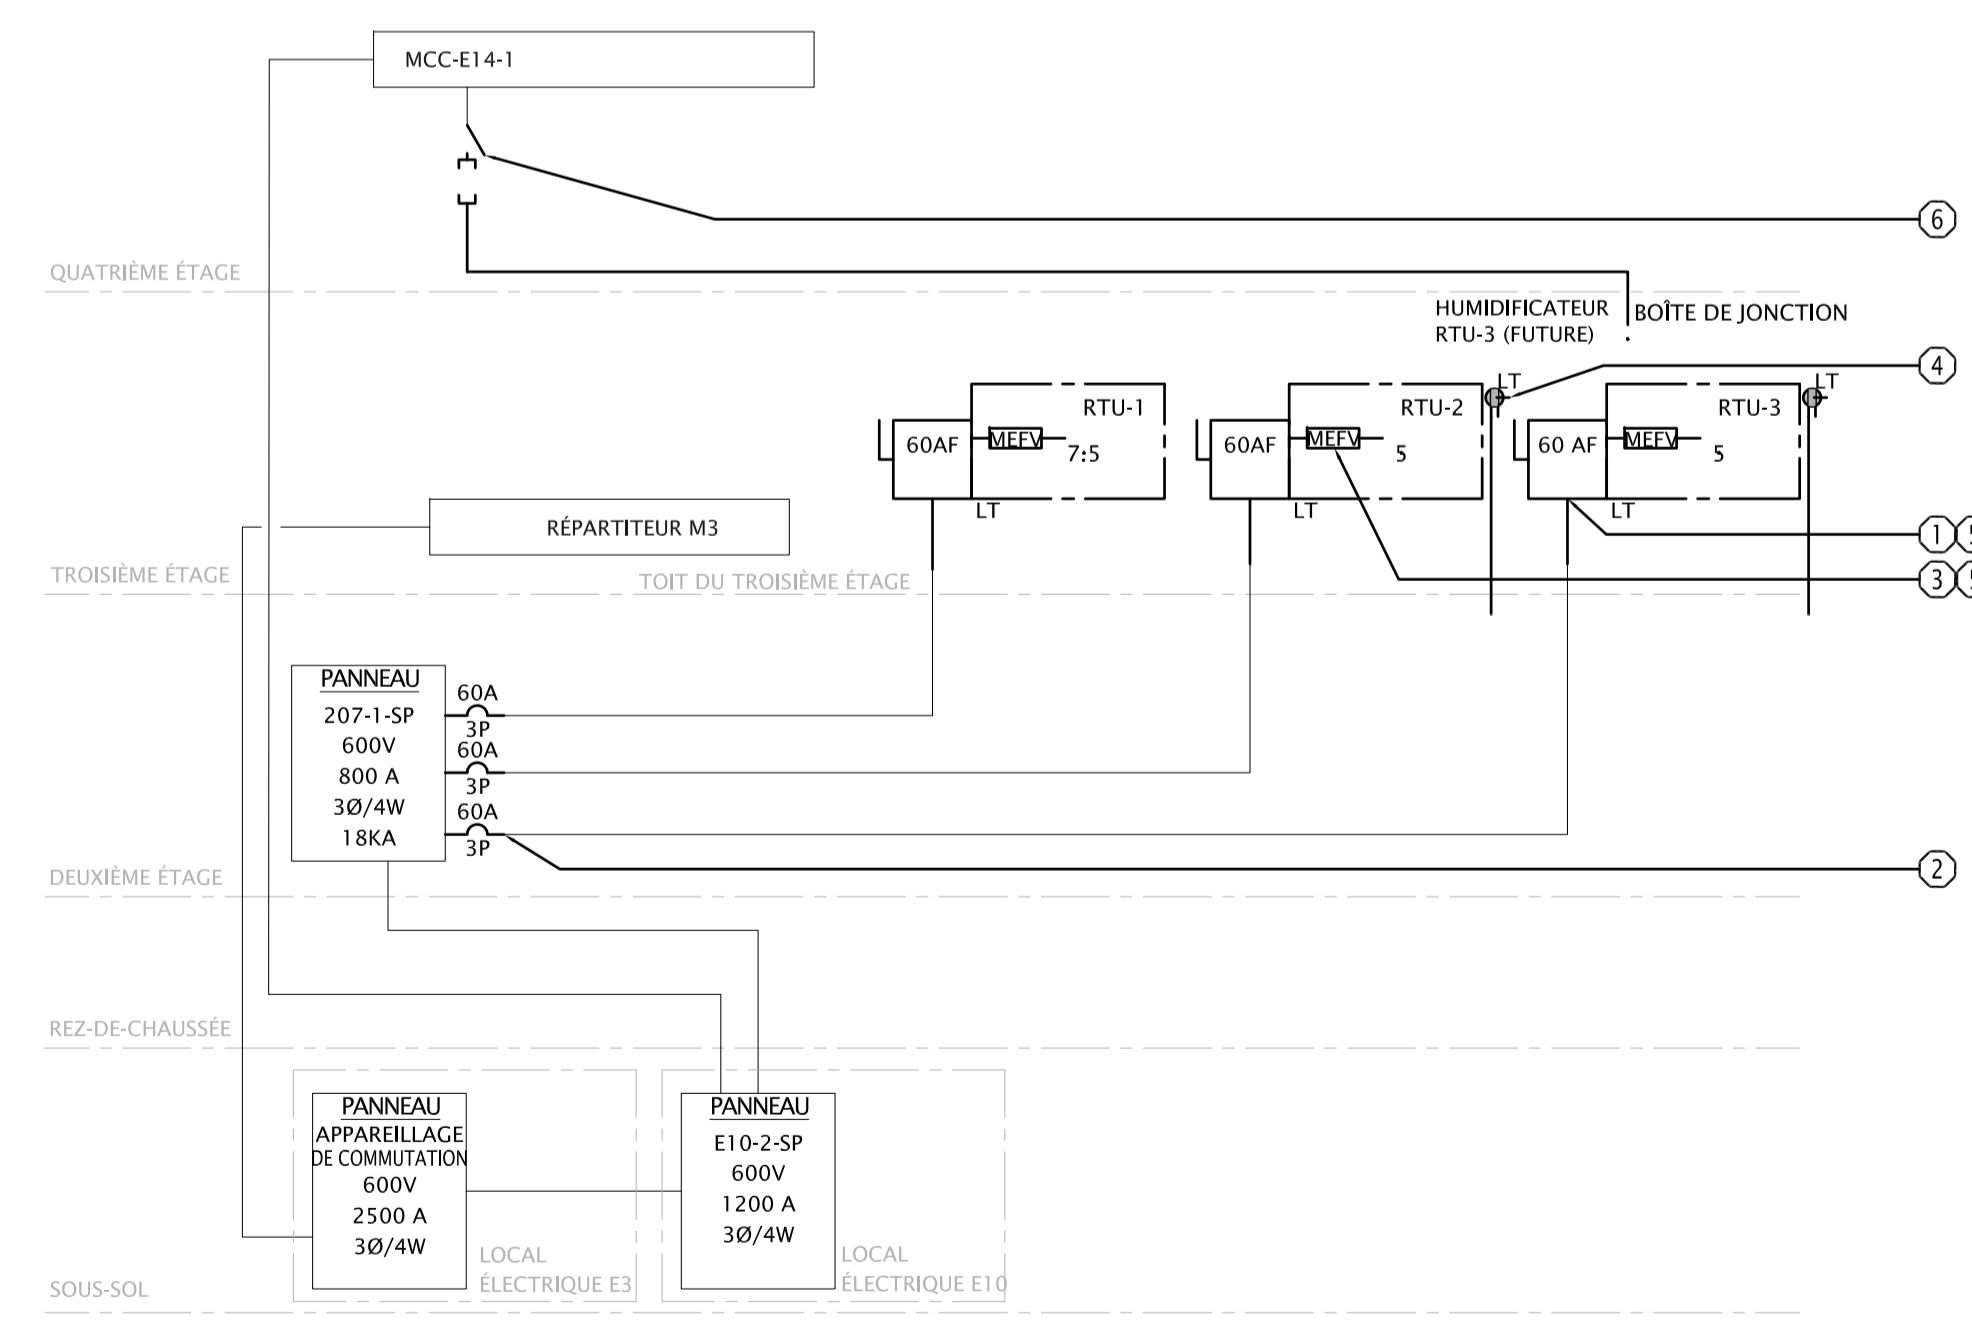 MCC-E14-1
6
QUATRIÈME ÉTAGE
HUMIDIFICATEUR
RTU-3 (FUTURE)
BOÎTE DE JONCTION
4
LT
LT
RTU-1
RTU-2
RTU-3
60AF
MEFV
7:5
60AF
MEFV
5
60 AF
MEFV
5
LT
LT
LT
RÉPARTITEUR M3
1
3
TROISIÈME ÉTAGE
TOIT DU TROISIÈME ÉTAGE
PANNEAU
207-1-SP
600V
800 A
3Ø/4W
18KA
60A
3P
60A
3P
60A
3P
2
DEUXIÈME ÉTAGE
REZ-DE-CHAUSSÉE
PANNEAU
APPAREILLAGE
DE COMMUTATION
600V
2500 A
3Ø/4W
LOCAL
ÉLECTRIQUE E3
PANNEAU
E10-2-SP
600V
1200 A
3Ø/4W
LOCAL
ÉLECTRIQUE E10
SOUS-SOL